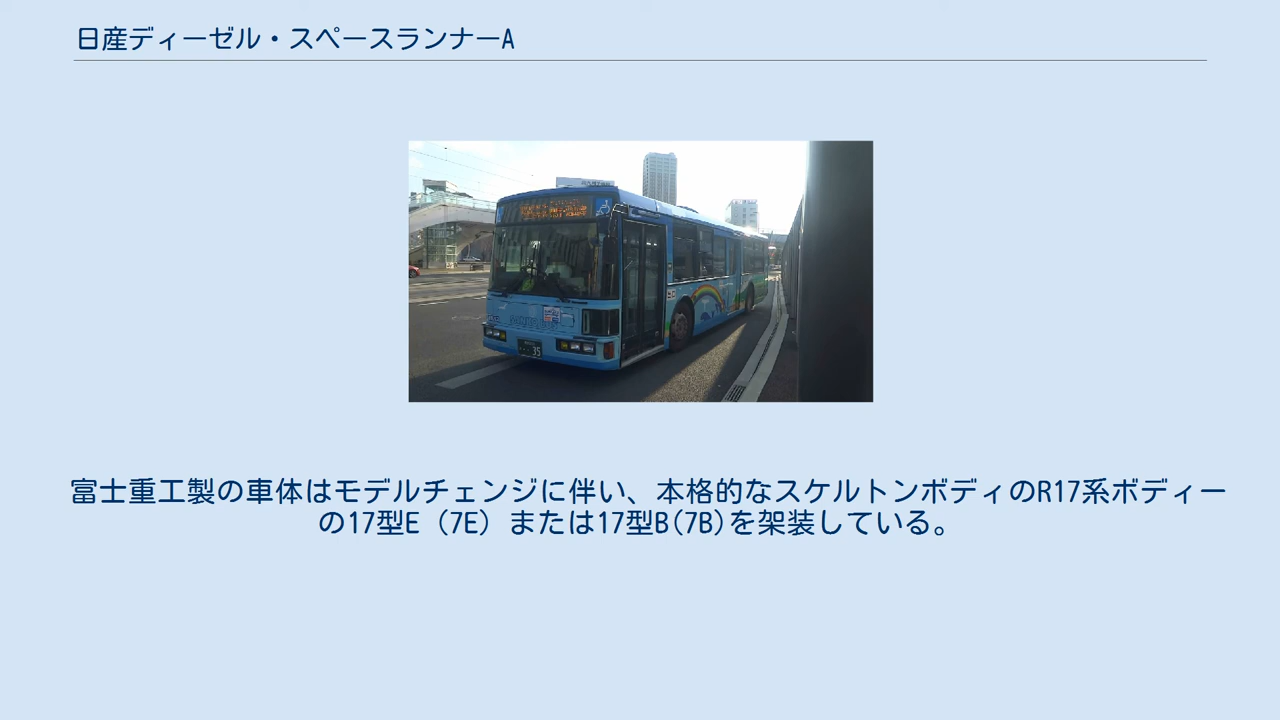 日産ディーゼル・スペースランナーA
35
富士重工製の車体はモデルチェンジに伴い、本格的なスケルトンボディのR17系ボディー
の17型E（7E）または17型B(7B)を架装している。